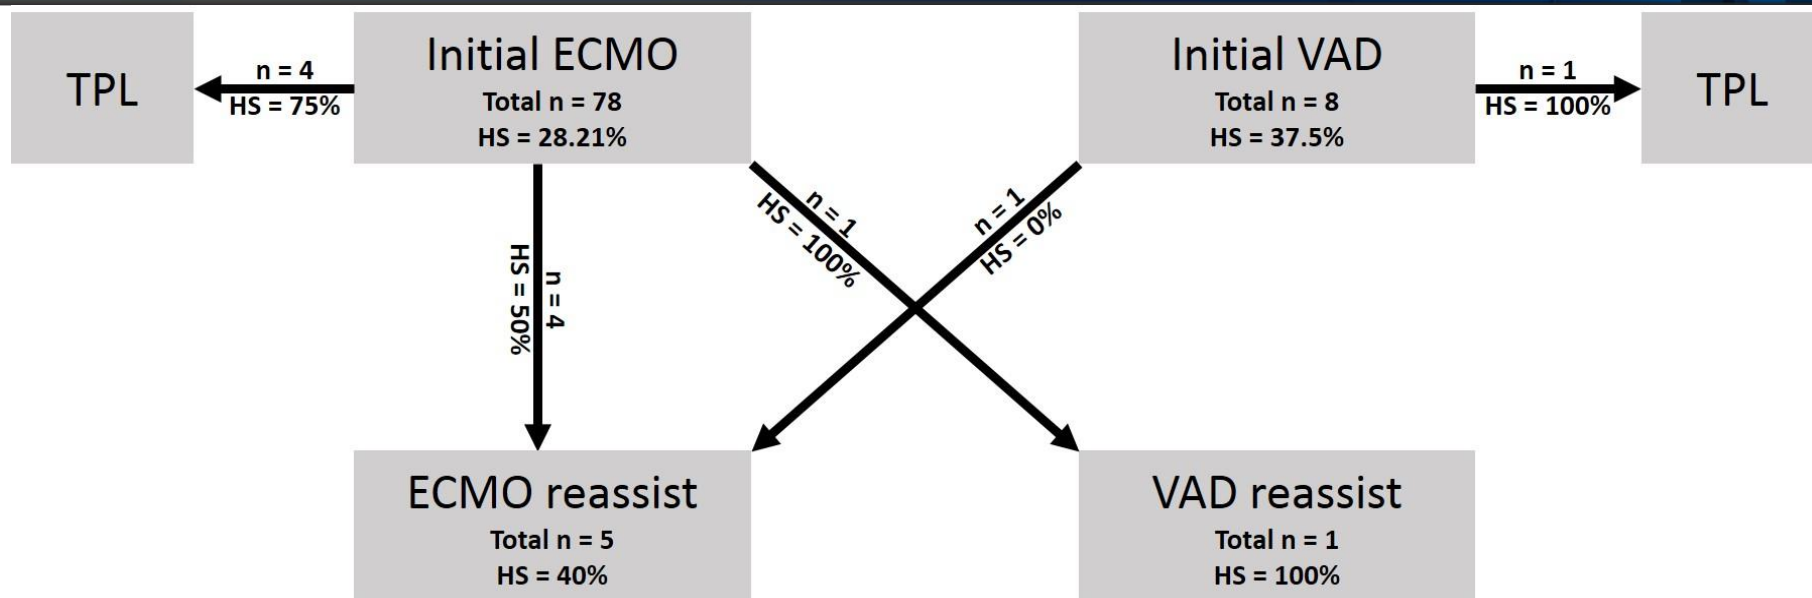 TPL
n = 4
HS = 75%
Initial ECMO
Total n = 78
HS = 28.21%
Initial VAD
Total n = 8
HS = 37.5%
n = 1
HS = 100%
TPL
n = 4
HS = 50%
n = 1
HS = 100%
n = 1
HS = 0%
ECMO reassist
Total n = 5
HS = 40%
VAD reassist
Total n = 1
HS = 100%